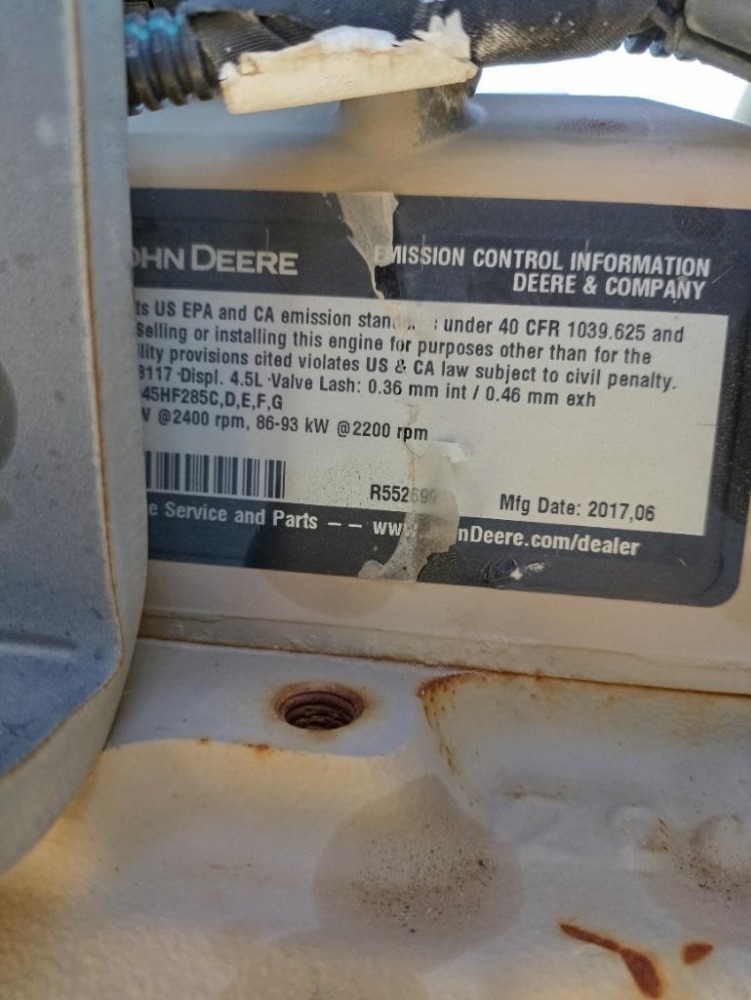 JOHN DEERE
EMISSION CONTROL INFORMATION
DEERE & COMPANY
ts US EPA and CA emission under 40 CFR 1039.625 and
Selling or installing this engine for purposes other than for the
ility provisions cited violates US & CA law subject to civil penalty.
8117 Displ. 4.5L Valve Lash: 0.36 mm int / 0.46 mm exh
45HF285C,D,E,F,G
W @2400 rpm, 86-93 kW @2200 rpm
Mfg Date: 2017,06
e Service and Parts – – www nDeere.com/dealer